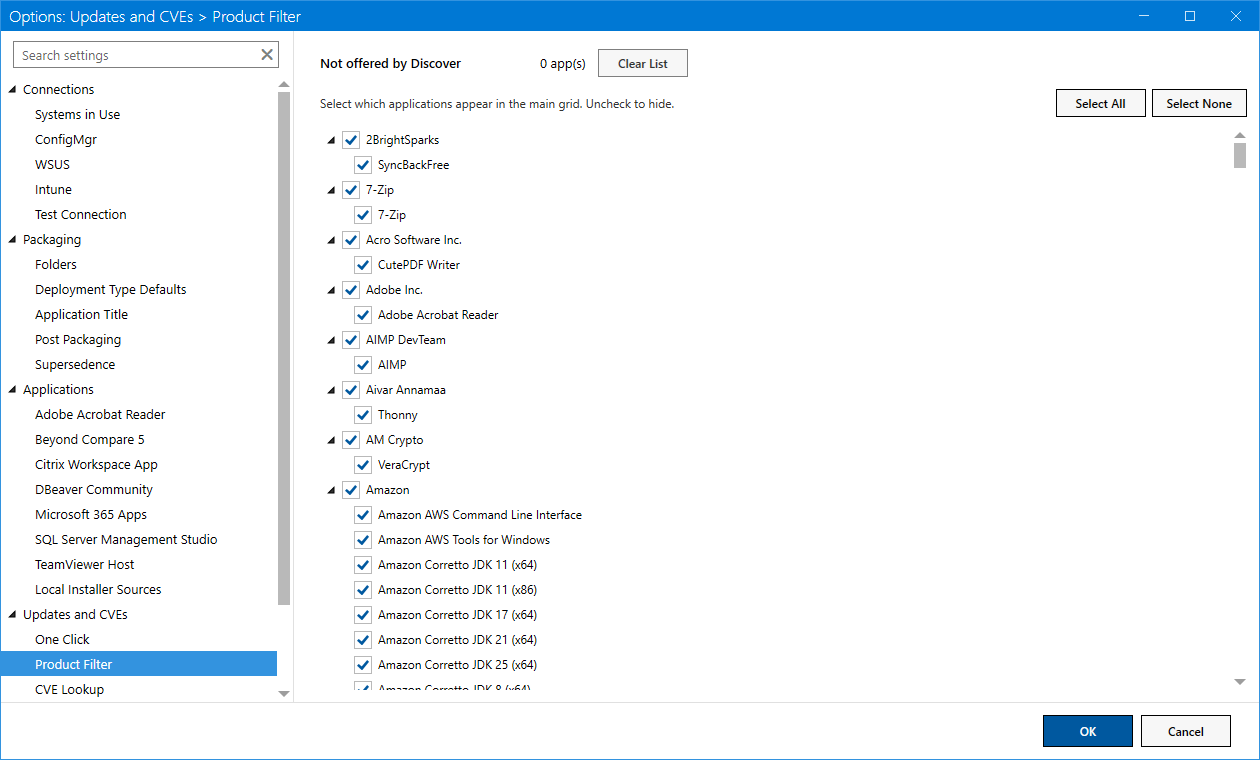 Options: Updates and CVEs > Product Filter
Search settings
Connections
Systems in Use
ConfigMgr
WSUS
Intune
Test Connection
Packaging
Folders
Deployment Type Defaults
Application Title
Post Packaging
Supersedence
Applications
Adobe Acrobat Reader
Beyond Compare 5
Citrix Workspace App
DBeaver Community
Microsoft 365 Apps
SQL Server Management Studio
TeamViewer Host
Local Installer Sources
Updates and CVEs
One Click
Product Filter
CVE Lookup
Not offered by Discover 0 app(s) Clear List
Select which applications appear in the main grid. Uncheck to hide.
Select All Select None
2BrightSparks
SyncBackFree
7-Zip
7-Zip
Acro Software Inc.
CutePDF Writer
Adobe Inc.
Adobe Acrobat Reader
AIMP DevTeam
AIMP
Aivar Annamaa
Thonny
AM Crypto
VeraCrypt
Amazon
Amazon AWS Command Line Interface
Amazon AWS Tools for Windows
Amazon Corretto JDK 11 (x64)
Amazon Corretto JDK 11 (x86)
Amazon Corretto JDK 17 (x64)
Amazon Corretto JDK 21 (x64)
Amazon Corretto JDK 25 (x64)
Amazon Corretto JDK 8 (x64)
OK Cancel